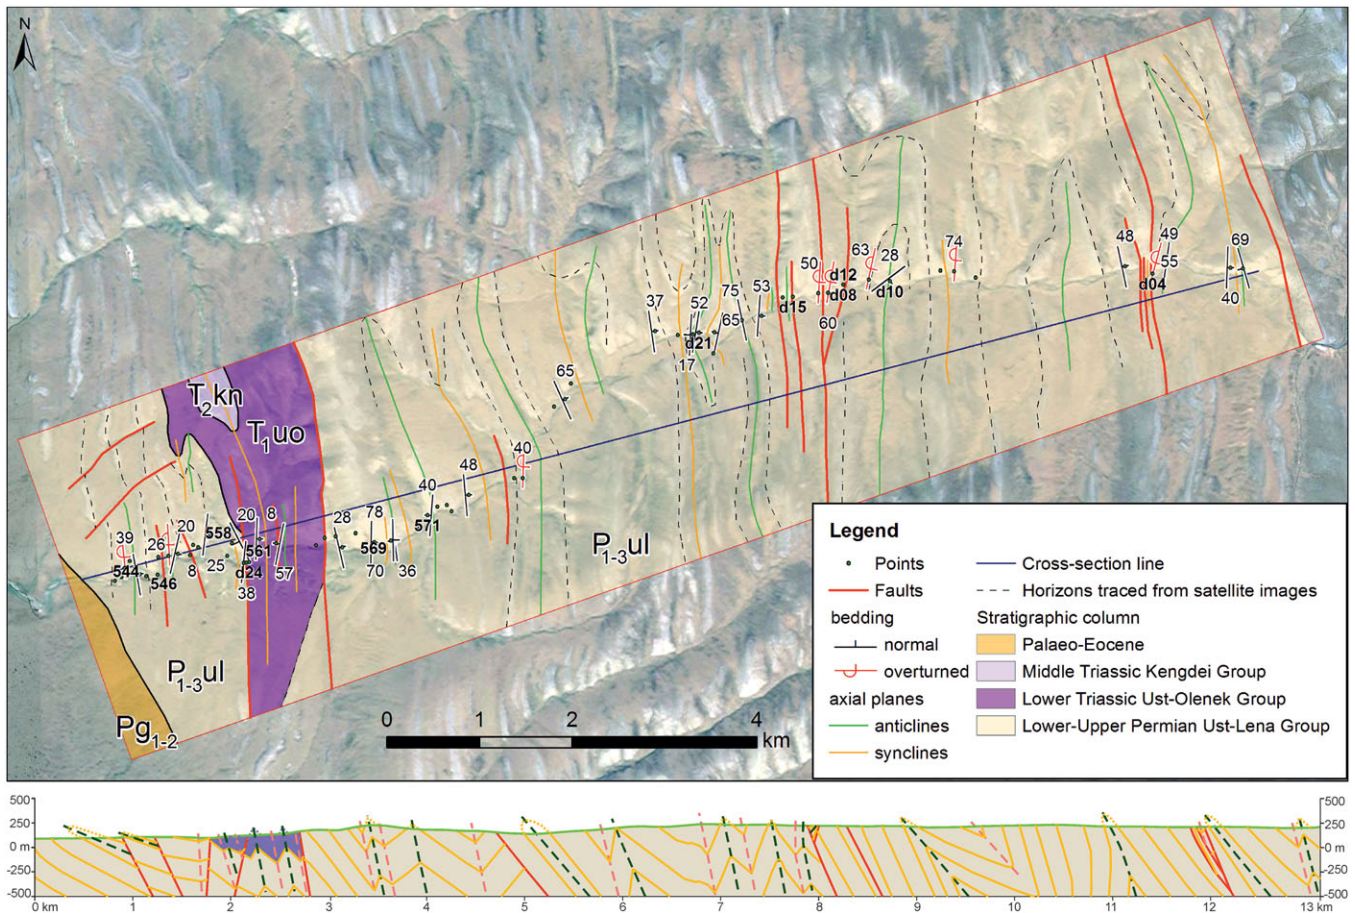 N
T2kn
T1uo
P1-3ul
P1-3ul
Pg1-2
39
544
546
26
20
8
558
25
20
8
561
d24
38
57
28
78
569
70
36
40
571
48
40
65
37
52
d21
17
75
65
53
d15
50
d12
d08
60
63
28
d10
74
48
49
55
d04
69
40
0 1 2 4
km
Legend
Points
Faults
bedding
normal
overturned
axial planes
anticlines
synclines
Cross-section line
Horizons traced from satellite images
Stratigraphic column
Palaeo-Eocene
Middle Triassic Kengdei Group
Lower Triassic Ust-Olenek Group
Lower-Upper Permian Ust-Lena Group
500 500
250 250
0 m 0 m
-250 -250
-500 -500
0 km 1 2 3 4 5 6 7 8 9 10 11 12 13 km